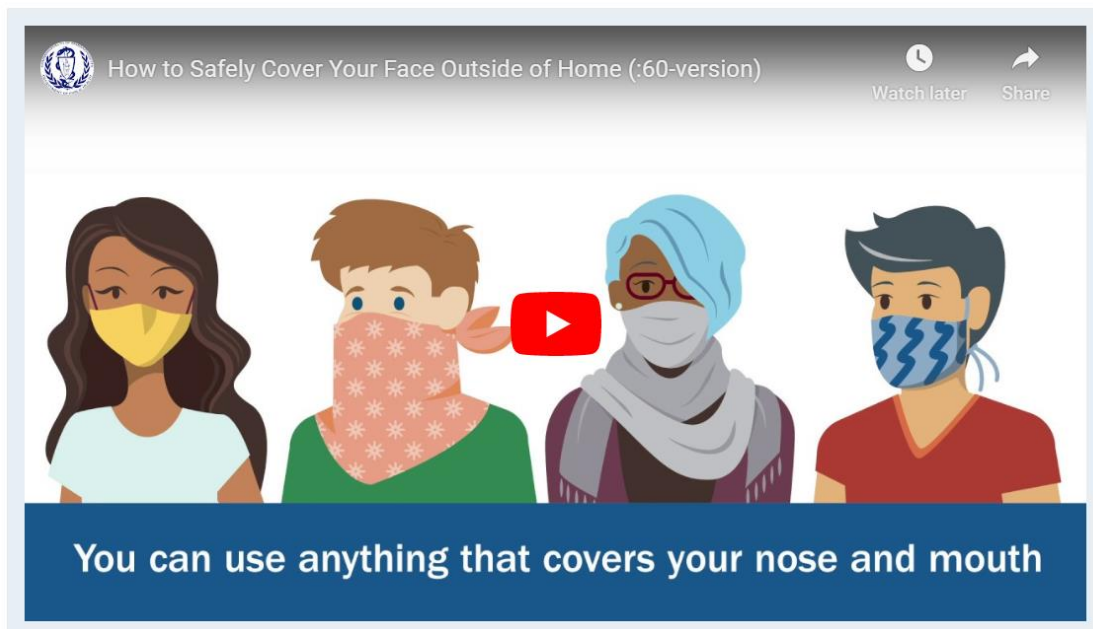 How to Safely Cover Your Face Outside of Home (:60-version)
Watch later
Share
You can use anything that covers your nose and mouth